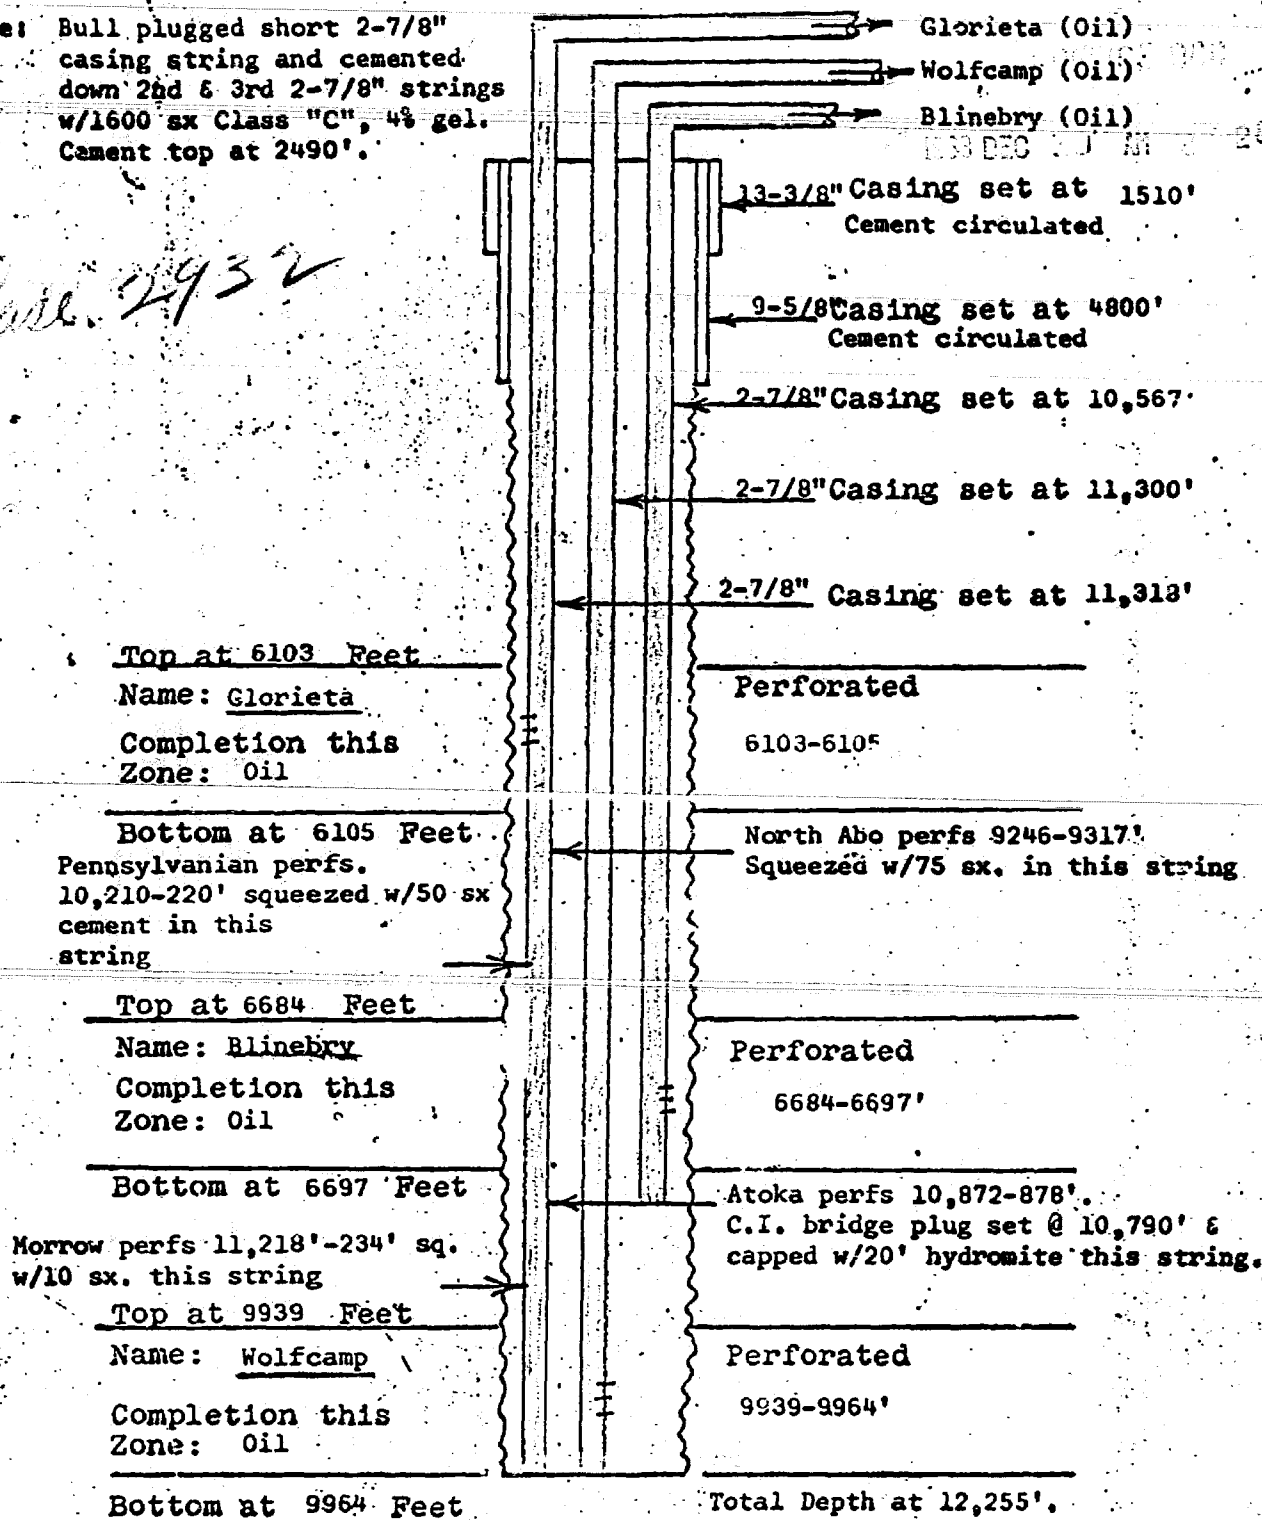 e: Bull plugged short 2-7/8"
casing string and cemented
down 2nd & 3rd 2-7/8" strings
w/1600 sx Class "C", 4% gel.
Cement top at 2490'.
Glorieta (Oil)
Wolfcamp (Oil)
Blinebry (Oil)
DEC
2932
13-3/8" Casing set at 1510'
Cement circulated
9-5/8" Casing set at 4800'
Cement circulated
2-7/8" Casing set at 10,567'
2-7/8" Casing set at 11,300'
2-7/8" Casing set at 11,313'
Top at 6103 Feet
Name: Glorieta
Perforated
Completion this
6103-6105
Zone: Oil
Bottom at 6105 Feet
North Abo perfs 9246-9317'
Squeezed w/75 sx. in this string
Pennsylvanian perfs.
10,210-220' squeezed w/50 sx
cement in this
string
Top at 6684 Feet
Name: Blinebry
Perforated
Completion this
6684-6697'
Zone: Oil
Bottom at 6697 Feet
Atoka perfs 10,872-878'.
C.I. bridge plug set @ 10,790' &
capped w/20' hydromite this string.
Morrow perfs 11,218'-234' sq.
w/10 sx. this string
Top at 9939 Feet
Name: Wolfcamp
Perforated
Completion this
9939-9964'
Zone: Oil
Bottom at 9964 Feet
Total Depth at 12,255'.